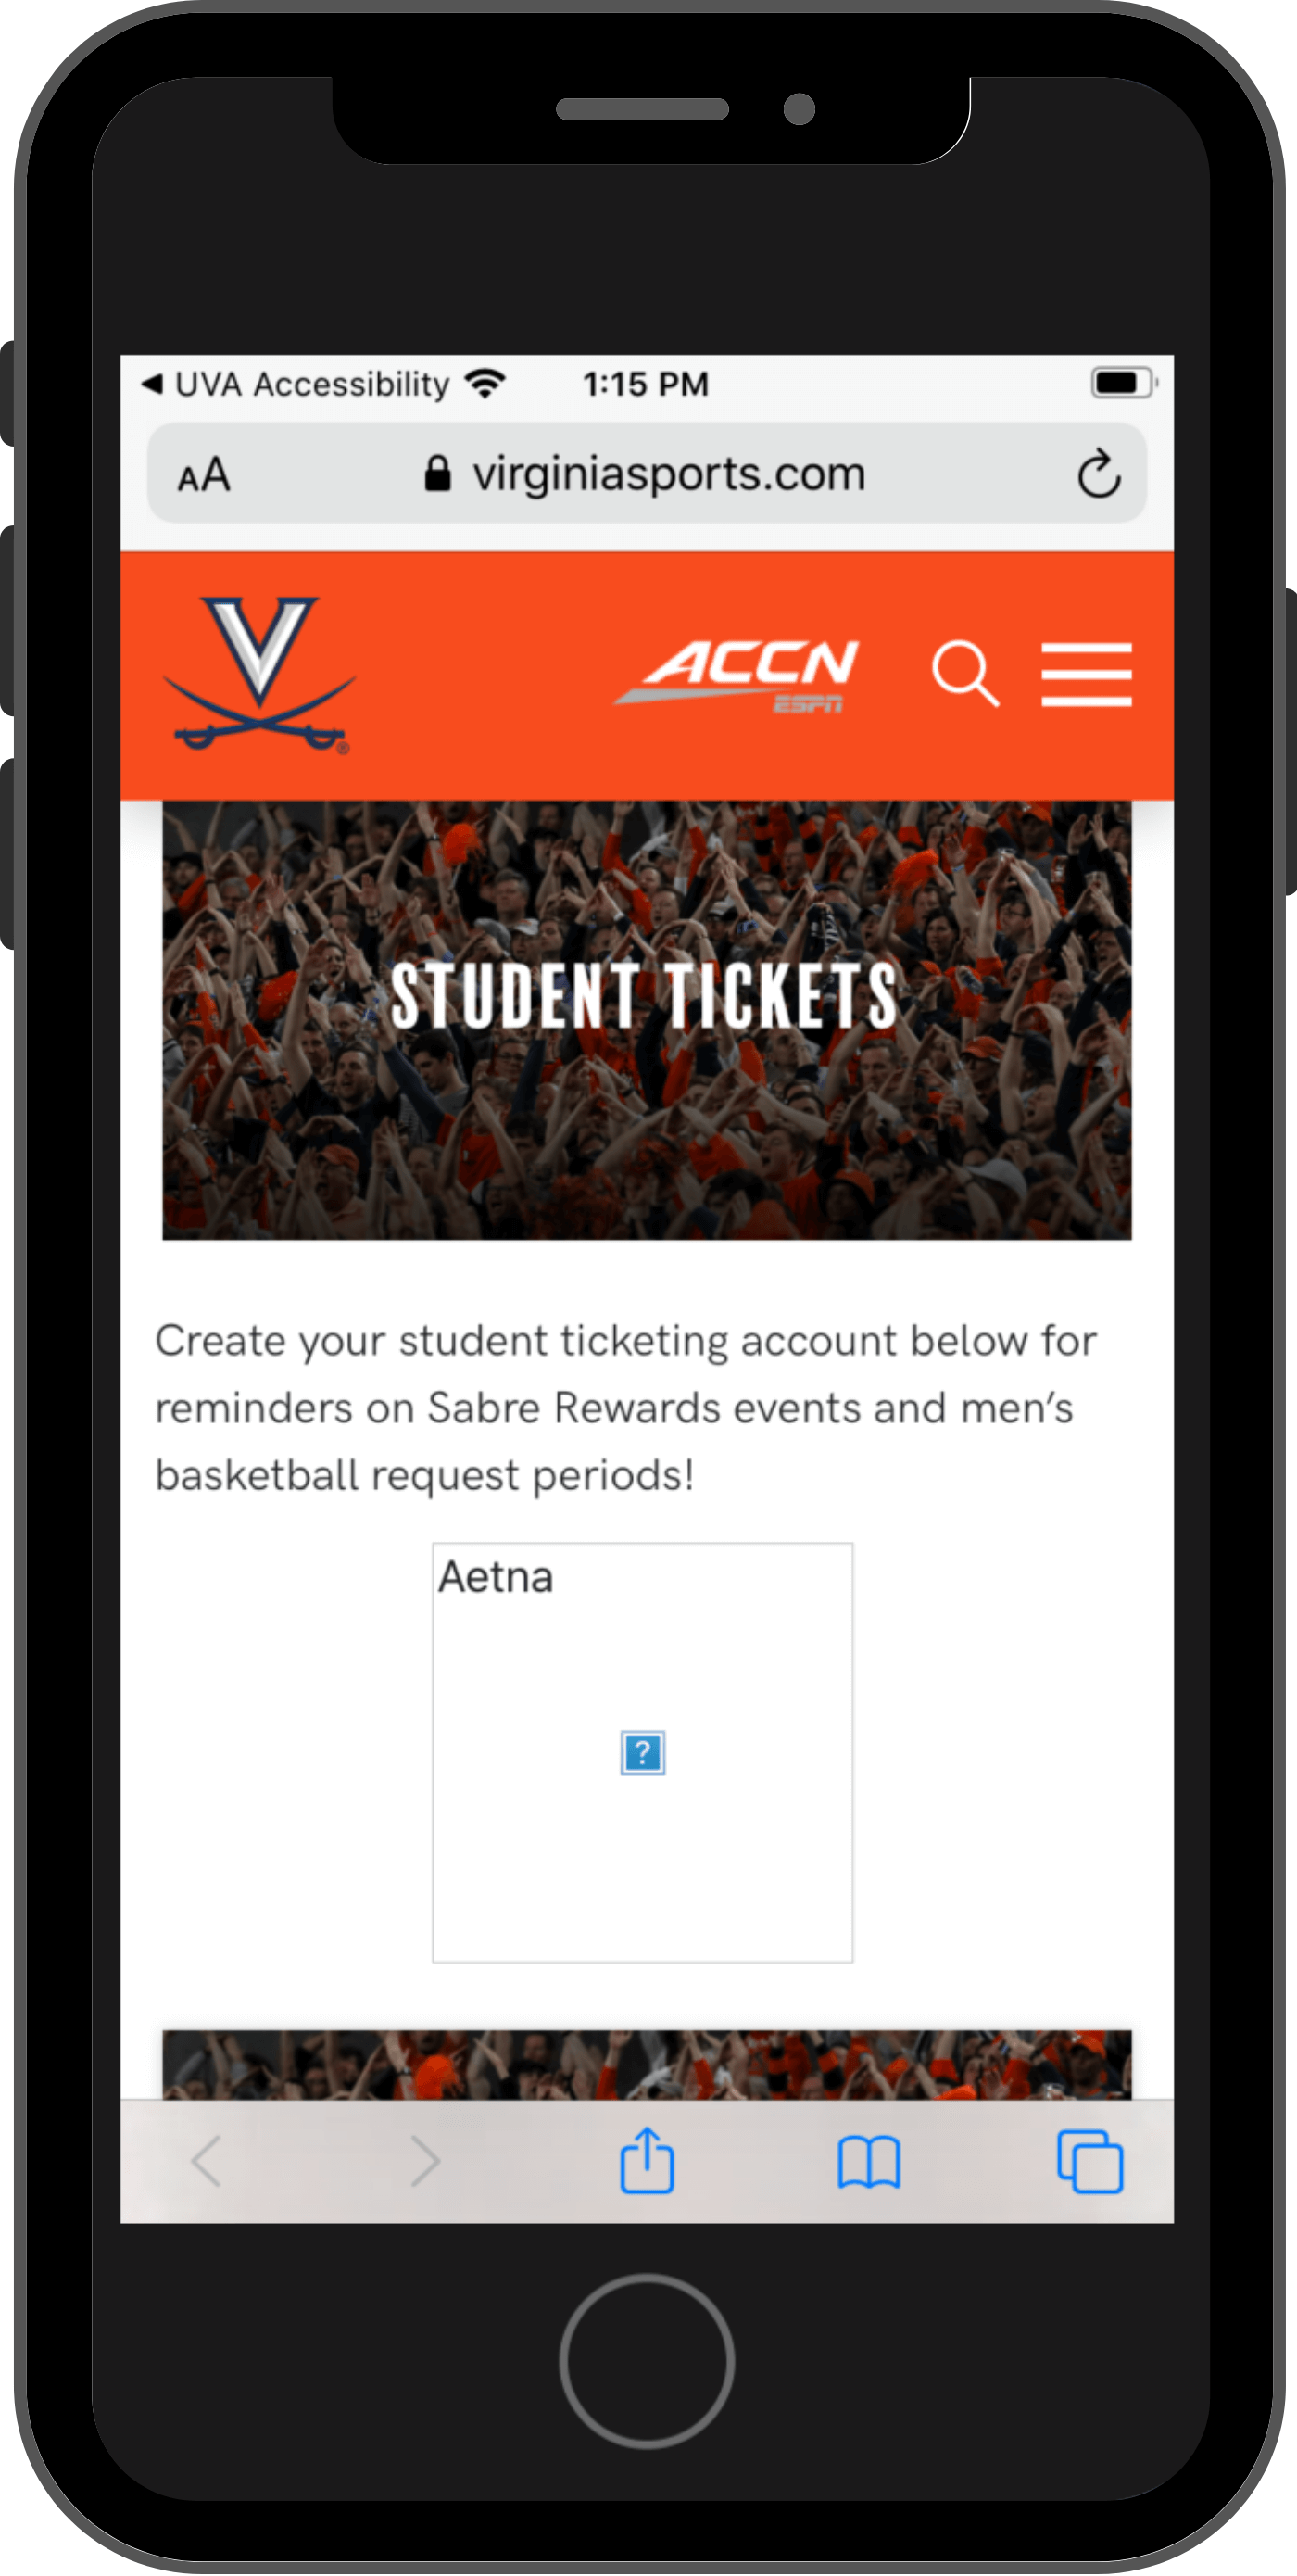 UVA Accessibility 1:15 PM
AA virginiasports.com
V ®
ACCN
ESPN
STUDENT TICKETS
Create your student ticketing account below for
reminders on Sabre Rewards events and men’s
basketball request periods!
Aetna
?